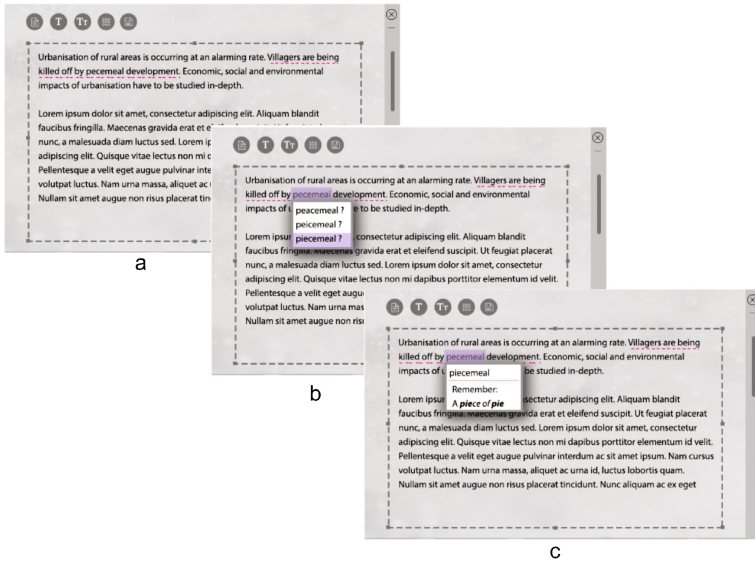 T Tт
Urbanisation of rural areas is occurring at an alarming rate. Villagers are being
killed off by pecemeal development. Economic, social and environmental
impacts of urbanisation have to be studied in-depth.
Lorem ipsum dolor sit amet, consectetur adipiscing elit. Aliquam blandit
faucibus fringilla. Maecenas gravida erat et
nunc, a malesuada diam luctus sed. Lorem
adipiscing elit. Quisque vitae lectus non mi
Pellentesque a velit eget augue pulvinar
volutpat luctus. Nam urna massa, aliquet ac
Nullam sit amet augue non risus placerat
a
T Tт
Urbanisation of rural areas is occurring at an alarming rate. Villagers are being
killed off by pecemeal development. Economic, social and environmental
impacts of e to be studied in-depth.
peacemeal ?
peicemeal ?
piecemeal ?
Lorem consectetur adipiscing elit. Aliquam blandit
faucibus fringilla. Maecenas gravida erat et eleifend suscipit. Ut feugiat placerat
nunc, a malesuada diam luctus sed. Lorem ipsum dolor sit amet, consectetur
adipiscing elit. Quisque vitae lectus non mi dapibus porttitor elementum id velit.
Pellentesque a velit eget
volutpat luctus. Nam urna
Nullam sit amet augue non
b
T Tт
Urbanisation of rural areas is occurring at an alarming rate. Villagers are being
killed off by pecemeal development. Economic, social and environmental
impacts of be studied in-depth.
piecemeal
Remember:
A piece of pie
Lorem adipiscing elit. Aliquam blandit
faucibus fringilla. Maecenas gravida erat et eleifend suscipit. Ut feugiat placerat
nunc, a malesuada diam luctus sed. Lorem ipsum dolor sit amet, consectetur
adipiscing elit. Quisque vitae lectus non mi dapibus porttitor elementum id velit.
Pellentesque a velit eget augue pulvinar interdum ac sit amet ipsum. Nam cursus
volutpat luctus. Nam urna massa, aliquet ac urna id, luctus lobortis quam.
Nullam sit amet augue non risus placerat tincidunt. Nunc aliquam ac ex eget
c